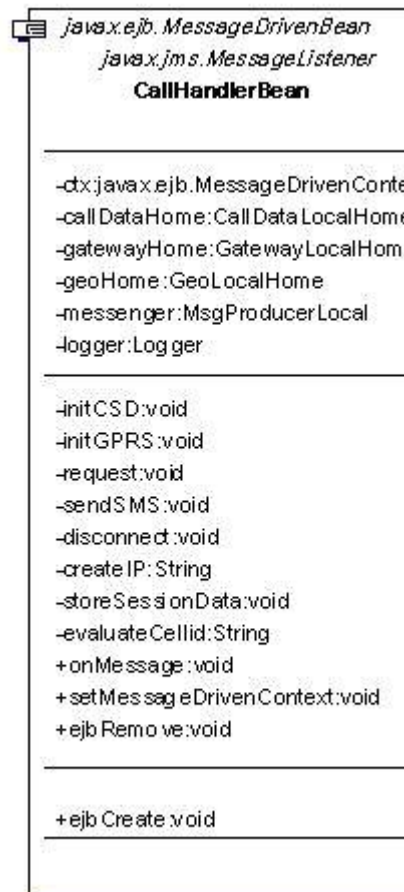 javax.ejb.MessageDrivenBean
javax.jms.MessageListener
CallHandlerBean
-ctx:javax.ejb.MessageDrivenConte
-callDataHome:CallDataLocalHome
-gatewayHome:GatewayLocalHom
-geoHome:GeoLocalHome
-messenger:MsgProducerLocal
-logger:Logger
-initCSD:void
-initGPRS:void
-request:void
-sendSMS:void
-disconnect:void
-createIP:String
-storeSessionData:void
-evaluateCellid:String
+onMessage:void
+setMessageDrivenContext:void
+ejbRemove:void
+ejbCreate:void